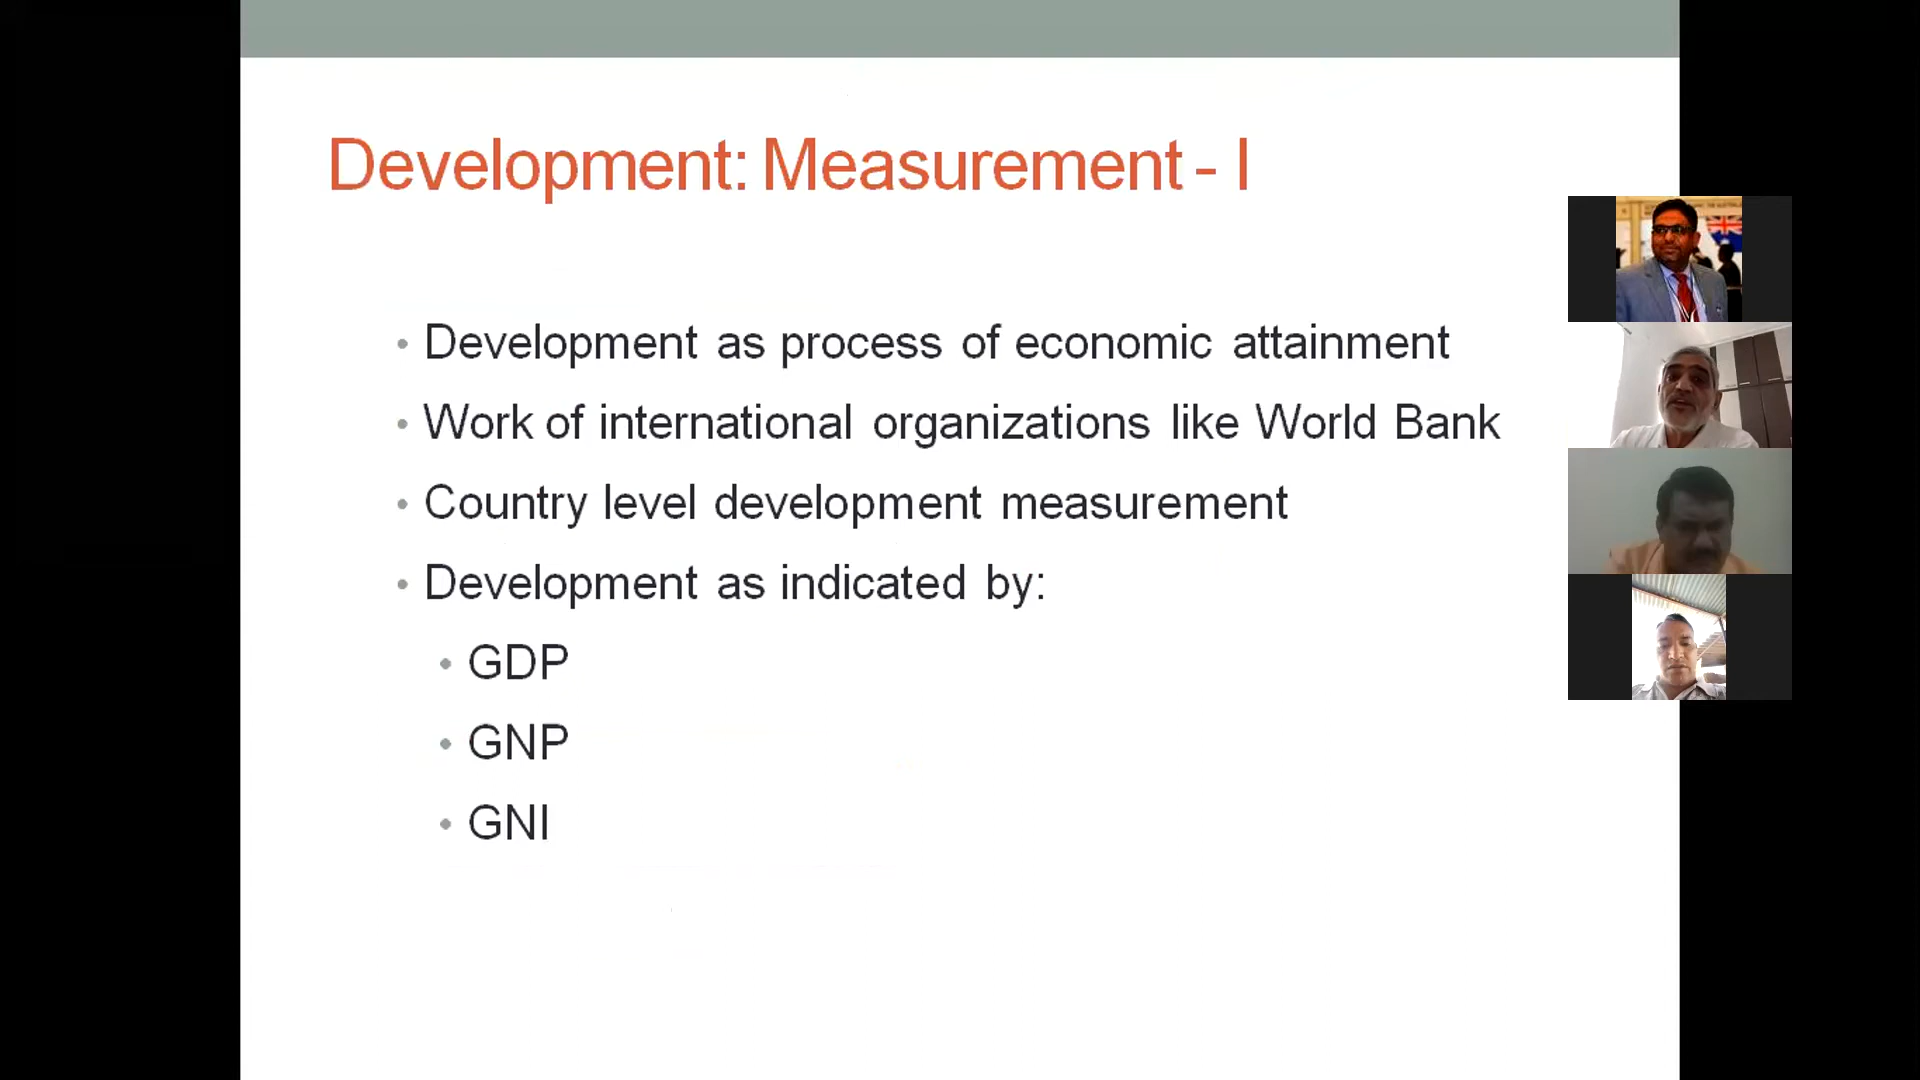 Development: Measurement - I
• Development as process of economic attainment
• Work of international organizations like World Bank
• Country level development measurement
• Development as indicated by:
• GDP
• GNP
• GNI